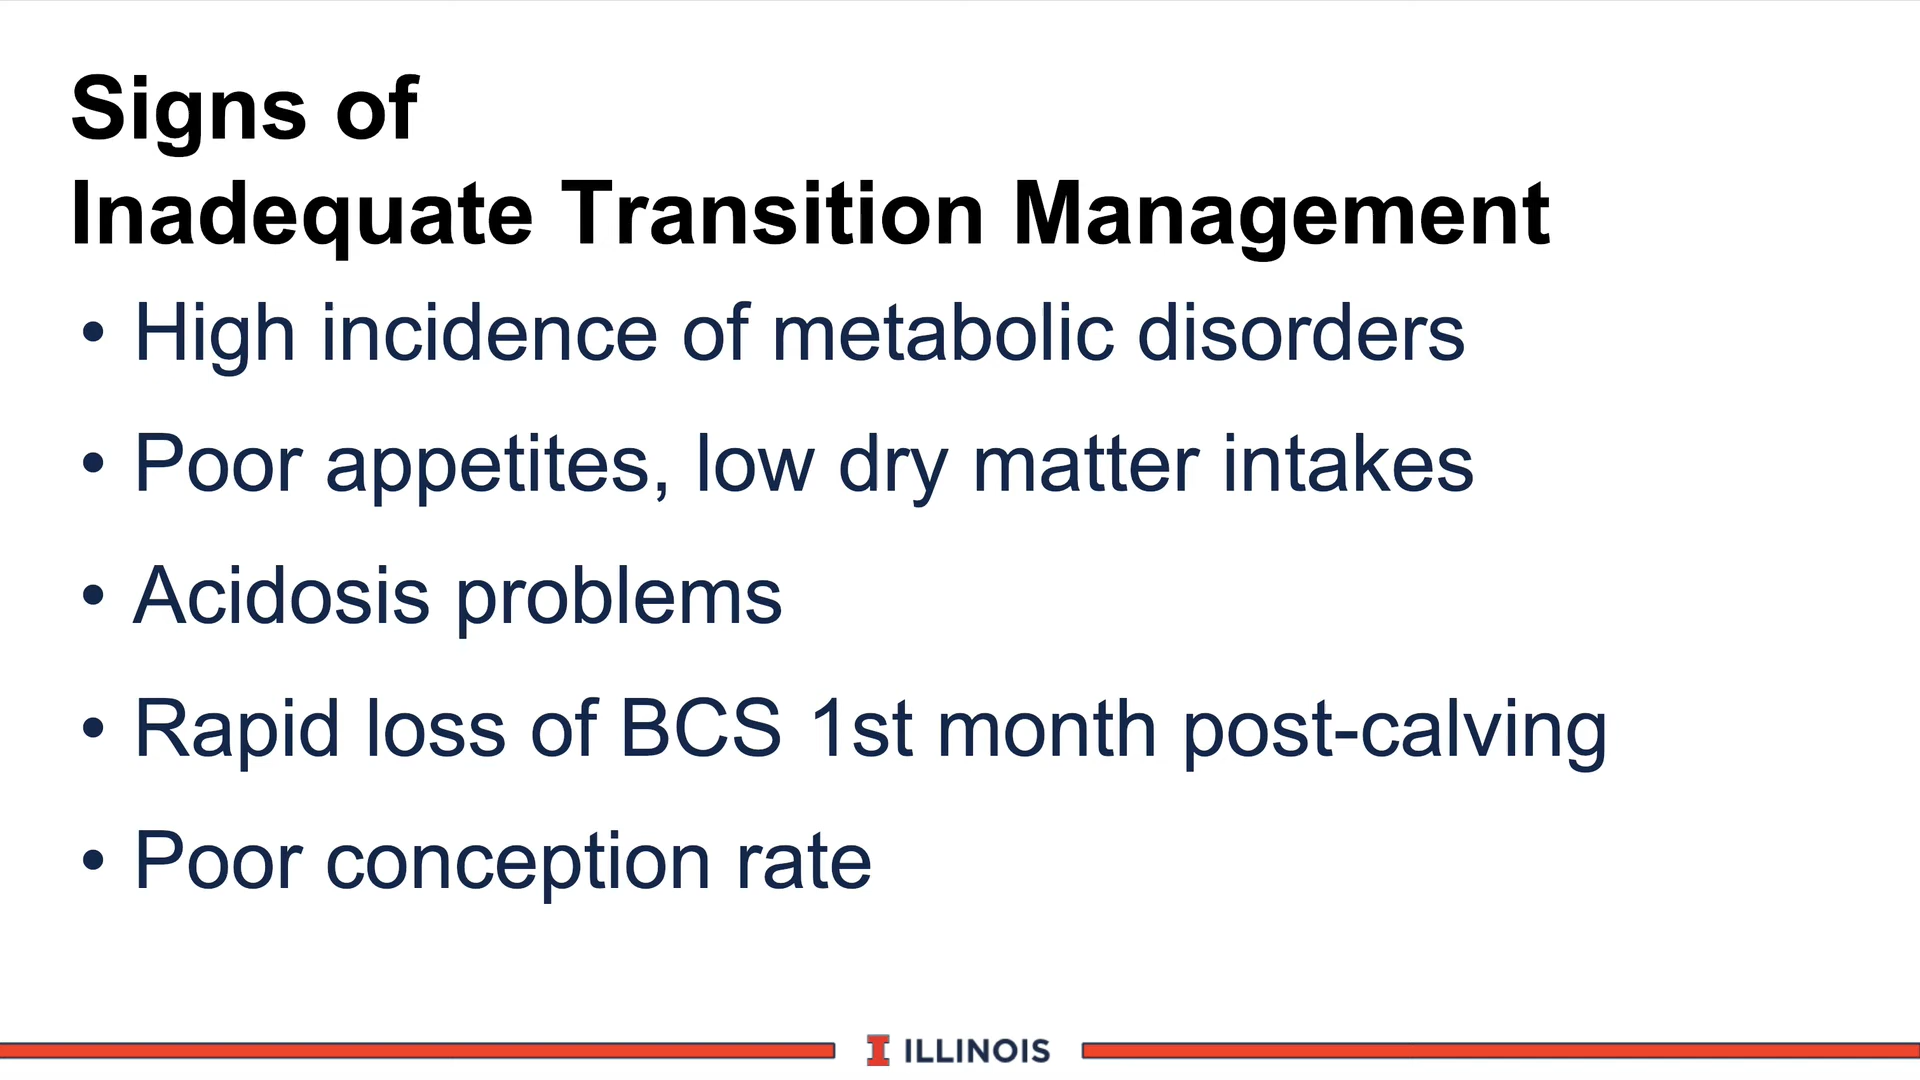 Signs of
Inadequate Transition Management
• High incidence of metabolic disorders
• Poor appetites, low dry matter intakes
• Acidosis problems
• Rapid loss of BCS 1st month post-calving
• Poor conception rate
I ILLINOIS